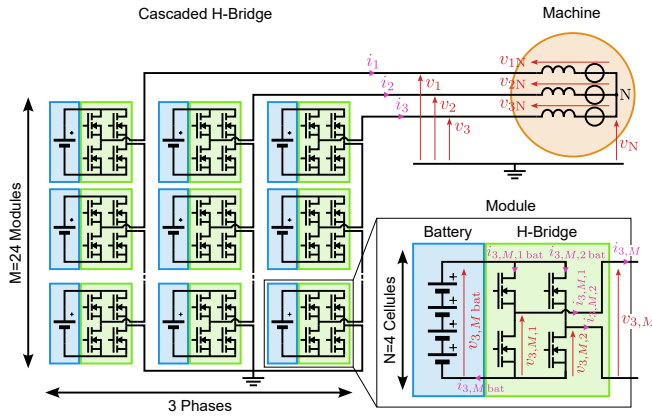 Cascaded H-Bridge
Machine
i1
i2
i3
v1
v2
v3
v1N
v2N
v3N
N
vN
M=24 Modules
3 Phases
Module
Battery
H-Bridge
N=4 Cellules
i3,M,1 bat
i3,M,2 bat
i3,M
i3,M,1
i3,M,2
v3,M bat
v3,M,1
v3,M,2
v3,M
i3,M bat